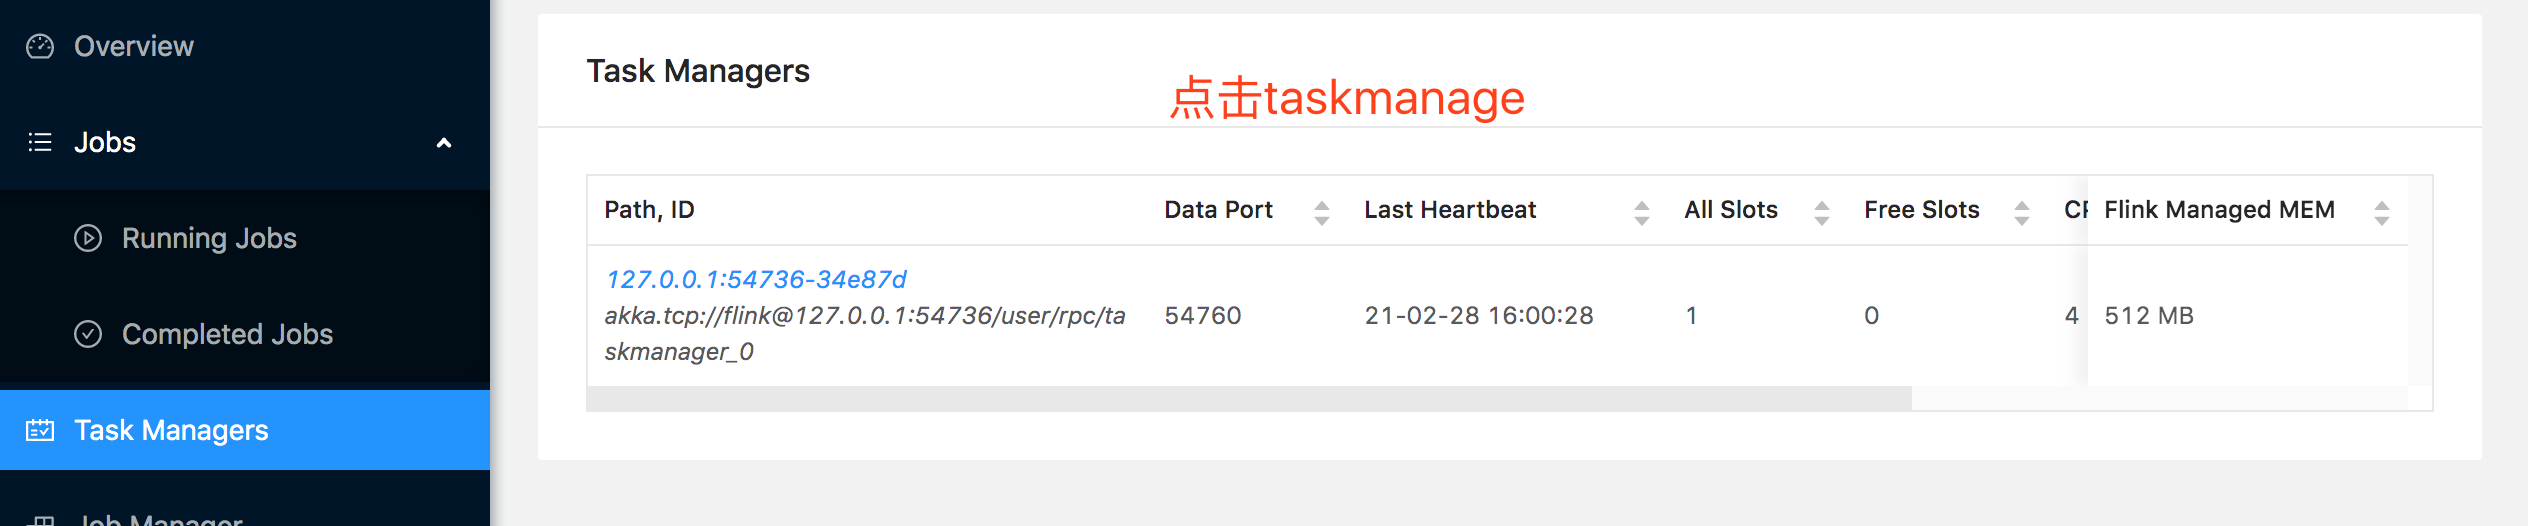 Overview
Jobs
Running Jobs
Completed Jobs
Task Managers
Job Manager
Task Managers
点击taskmanage
Path, ID Data Port Last Heartbeat All Slots Free Slots CP Flink Managed MEM
127.0.0.1:54736-34e87d
akka.tcp://flink@127.0.0.1:54736/user/rpc/ta 54760 21-02-28 16:00:28 1 0 4 512 MB
skmanager_0